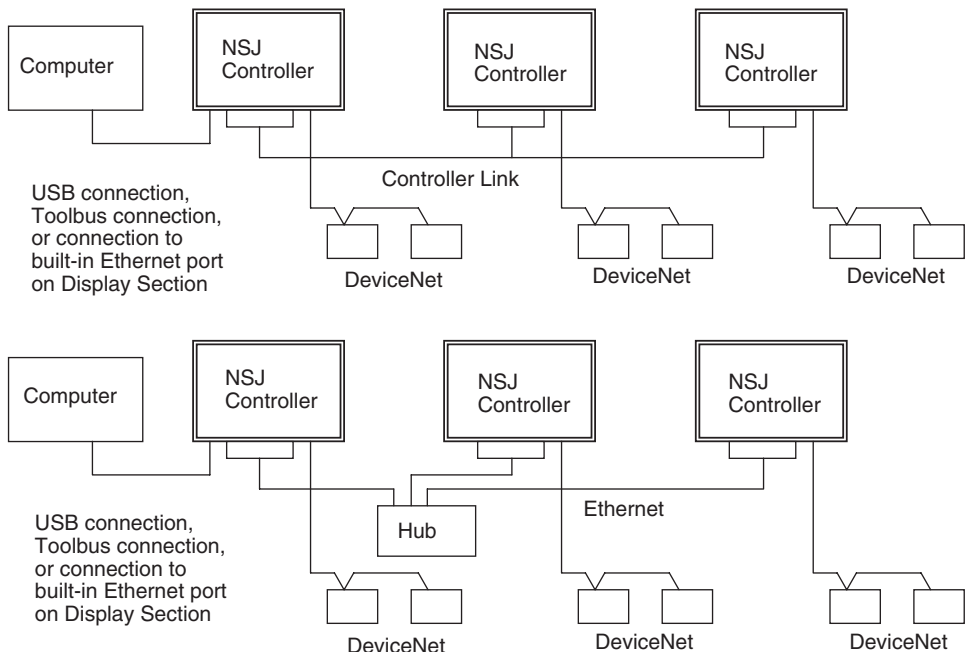 Computer
NSJ
Controller
NSJ
Controller
NSJ
Controller
Controller Link
USB connection,
Toolbus connection,
or connection to
built-in Ethernet port
on Display Section
DeviceNet
DeviceNet
DeviceNet
Computer
NSJ
Controller
NSJ
Controller
NSJ
Controller
Ethernet
Hub
USB connection,
Toolbus connection,
or connection to
built-in Ethernet port
on Display Section
DeviceNet
DeviceNet
DeviceNet